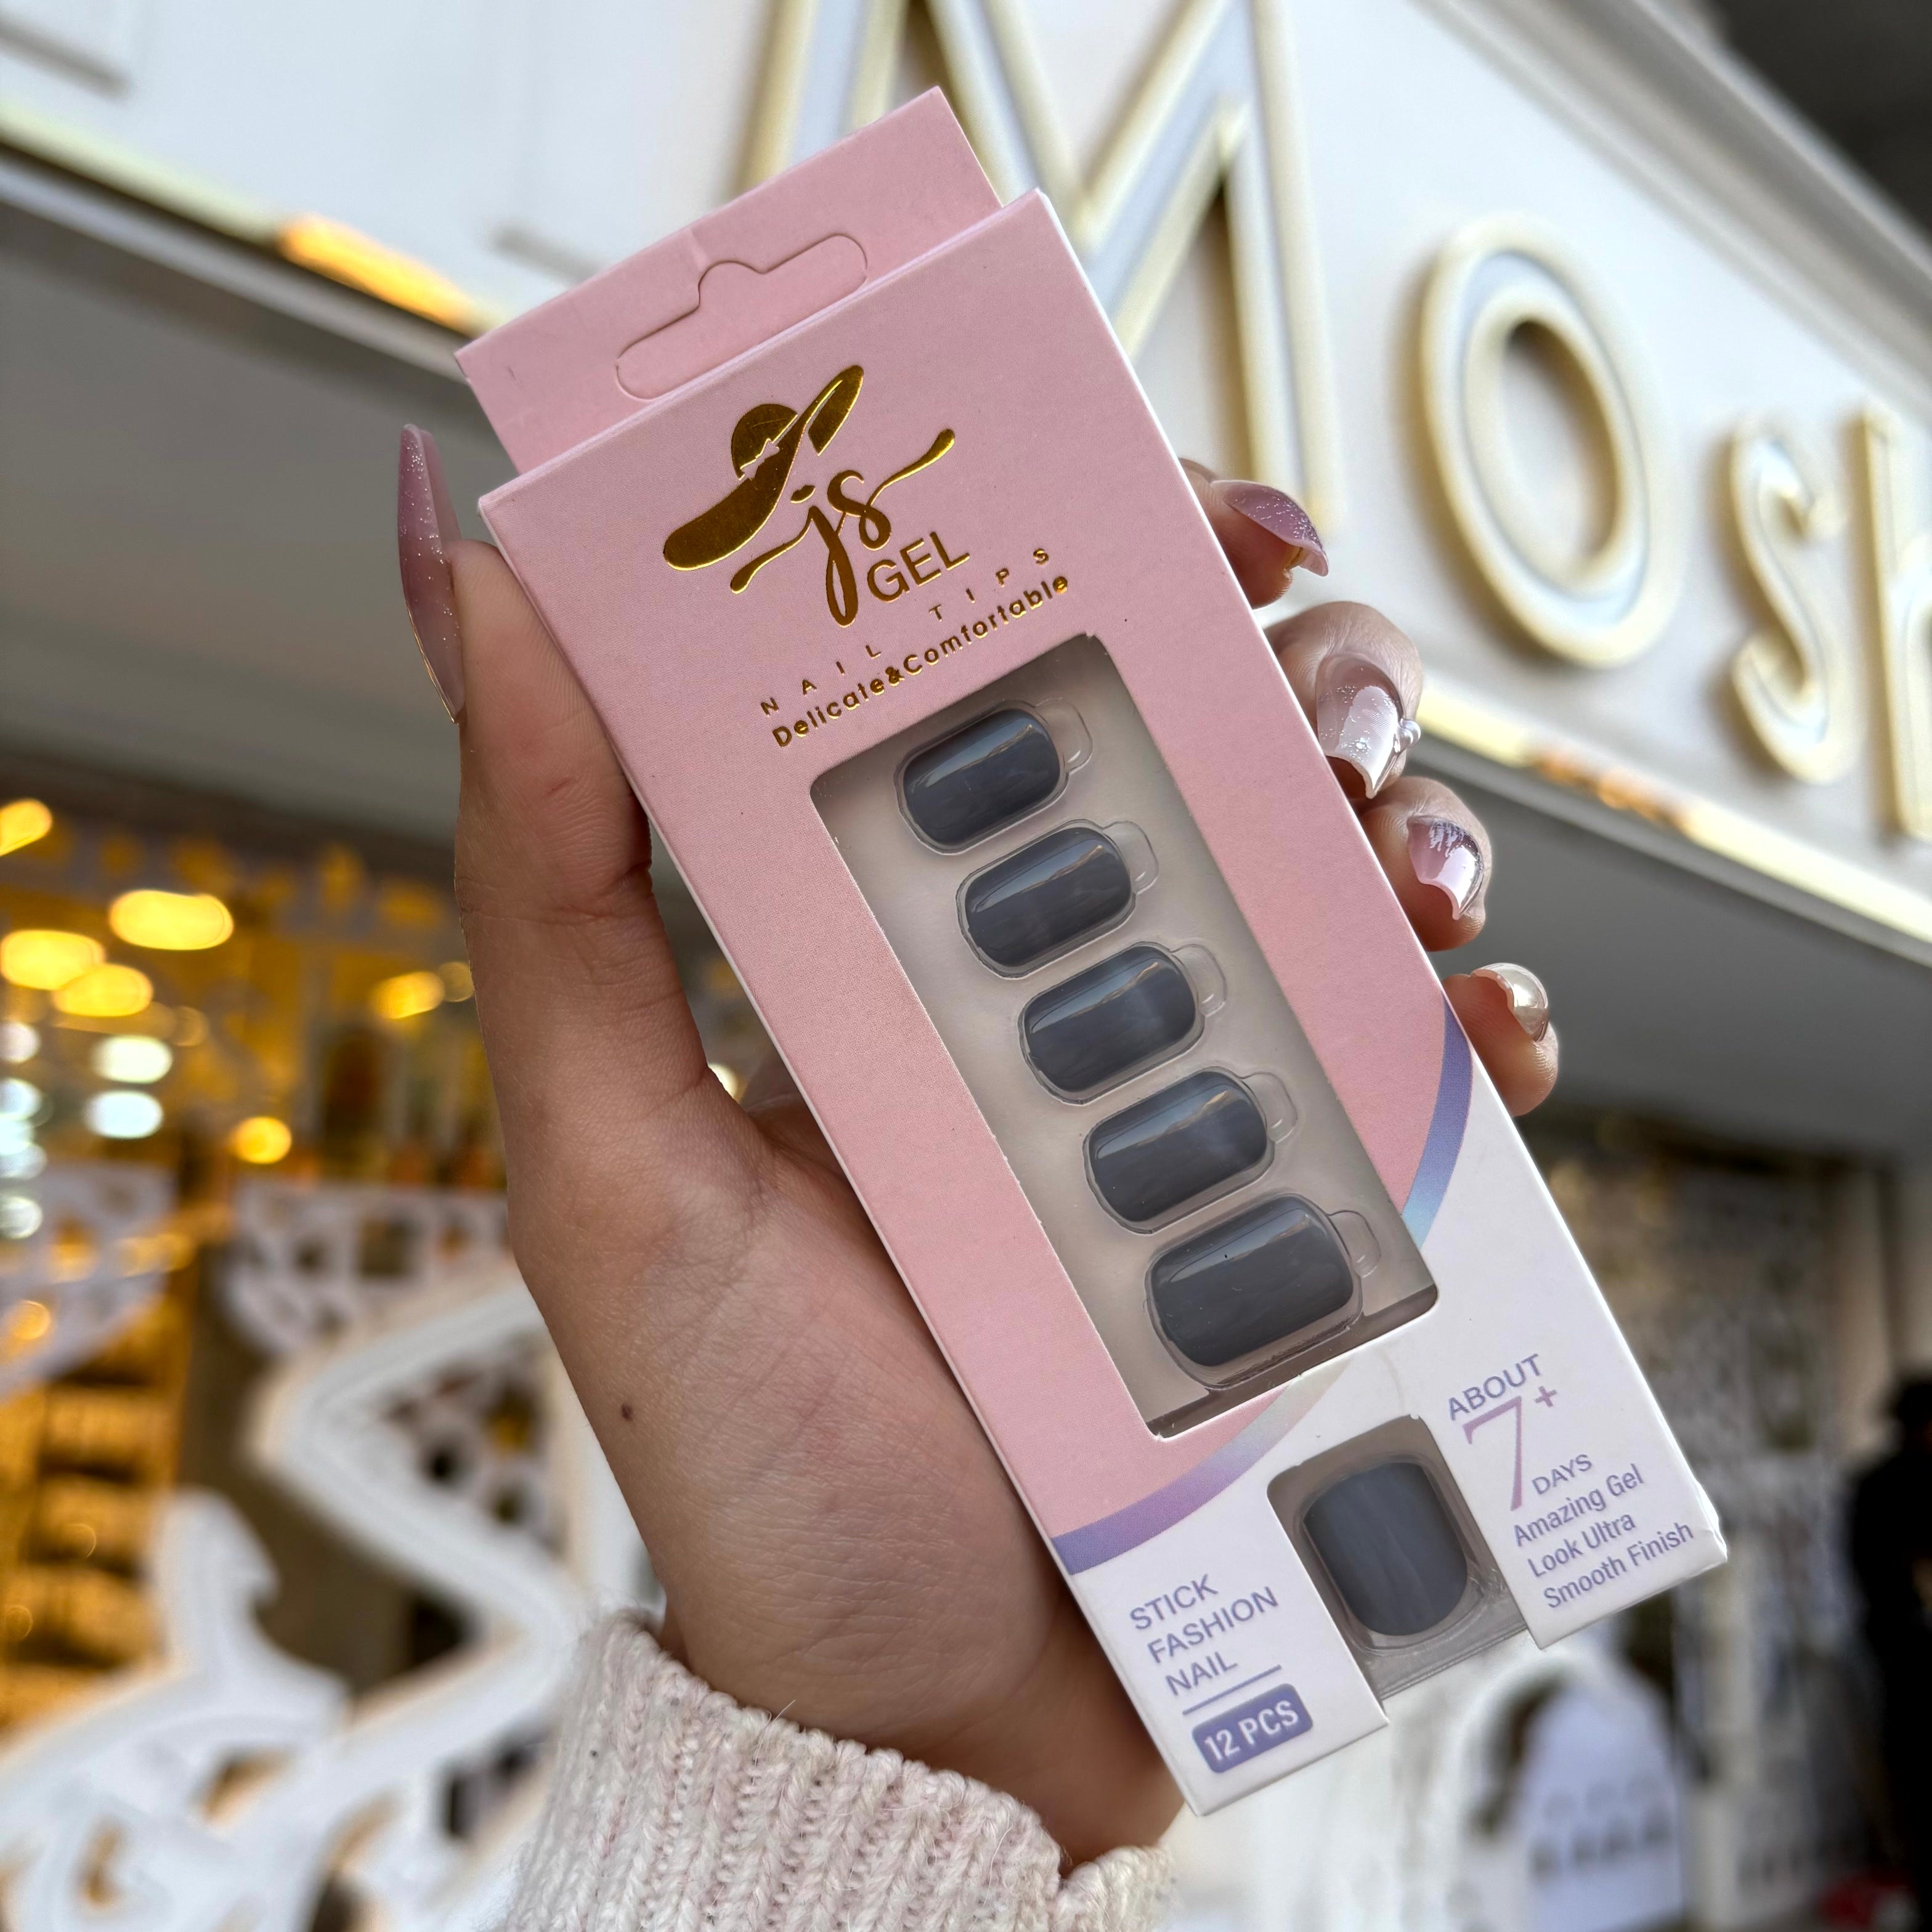 Mosh
js
GEL
NAIL TIPS
Delicate&Comfortable
ABOUT
7+
DAYS
Amazing Gel
Look Ultra
Smooth Finish
STICK
FASHION
NAIL
12 PCS